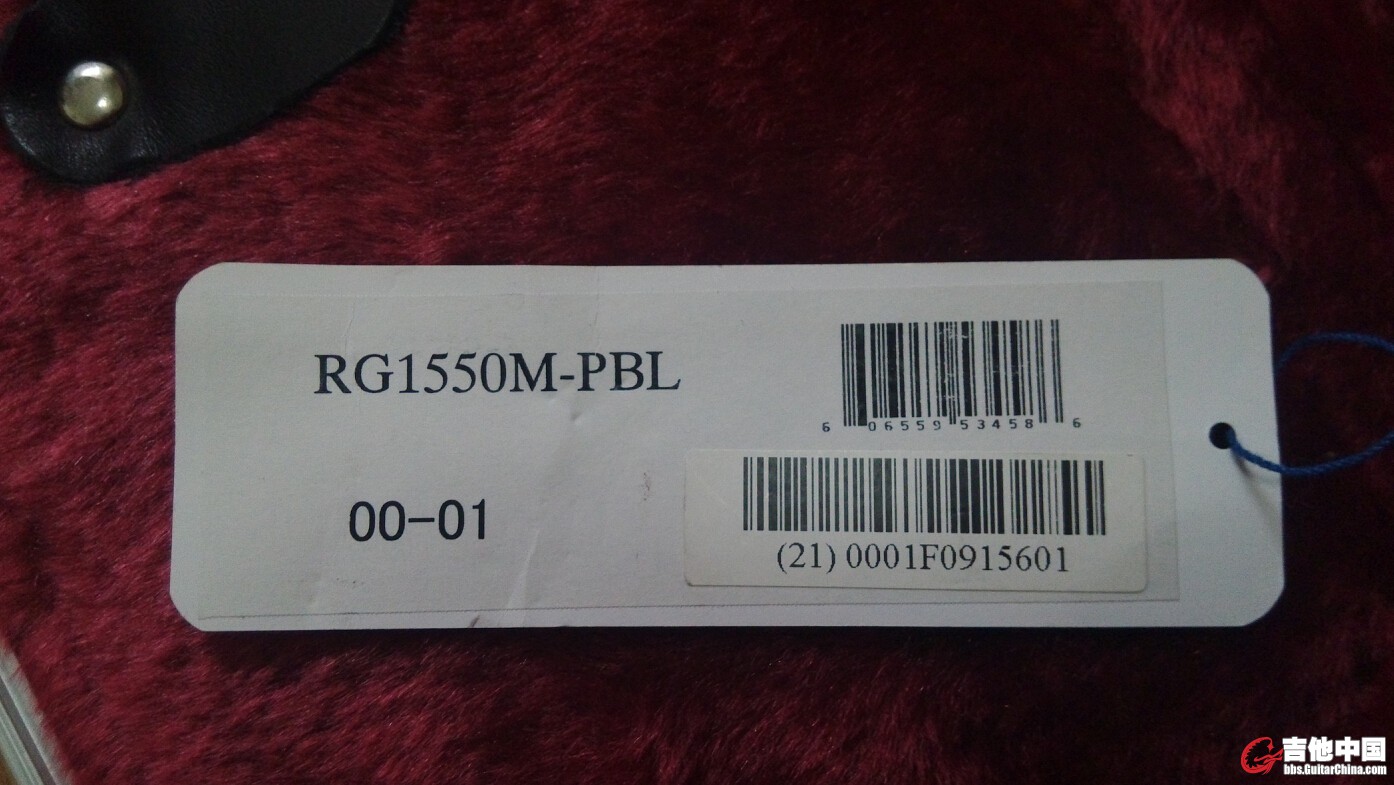 RG1550M-PBL
6 06559 53458 6
00-01
(21) 0001F0915601
吉他中国
bbs.GuitarChina.com